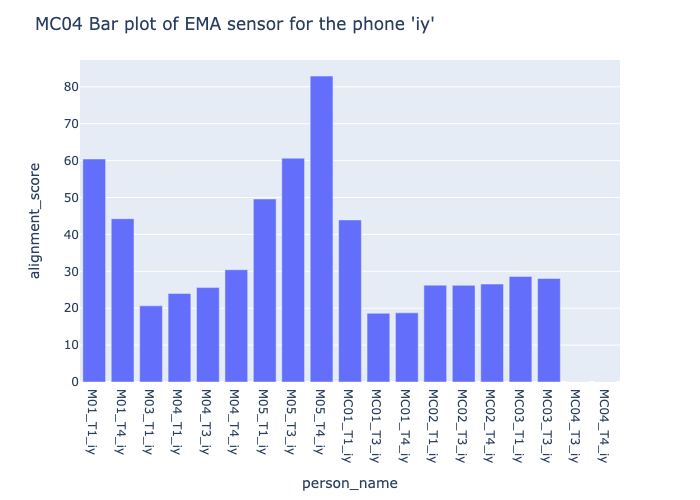 MC04 Bar plot of EMA sensor for the phone 'iy'
alignment_score
80
70
60
50
40
30
20
10
0
M01_T1_iy
M01_T4_iy
M03_T1_iy
M04_T1_iy
M04_T3_iy
M04_T4_iy
M05_T1_iy
M05_T3_iy
M05_T4_iy
MC01_T1_iy
MC01_T3_iy
MC01_T4_iy
MC02_T1_iy
MC02_T3_iy
MC02_T4_iy
MC03_T1_iy
MC03_T3_iy
MC04_T3_iy
MC04_T4_iy
person_name